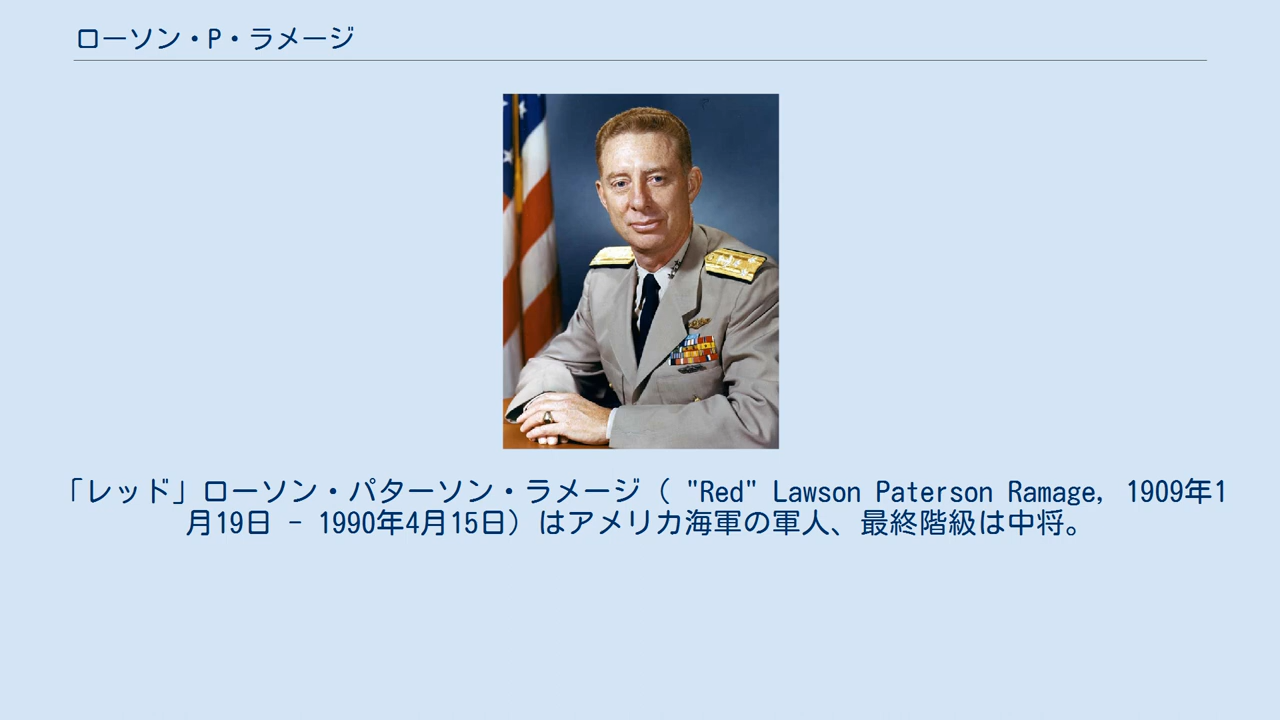 ローソン・P・ラメージ
「レッド」ローソン・パターソン・ラメージ（ "Red" Lawson Paterson Ramage, 1909年1
月19日 - 1990年4月15日）はアメリカ海軍の軍人、最終階級は中将。